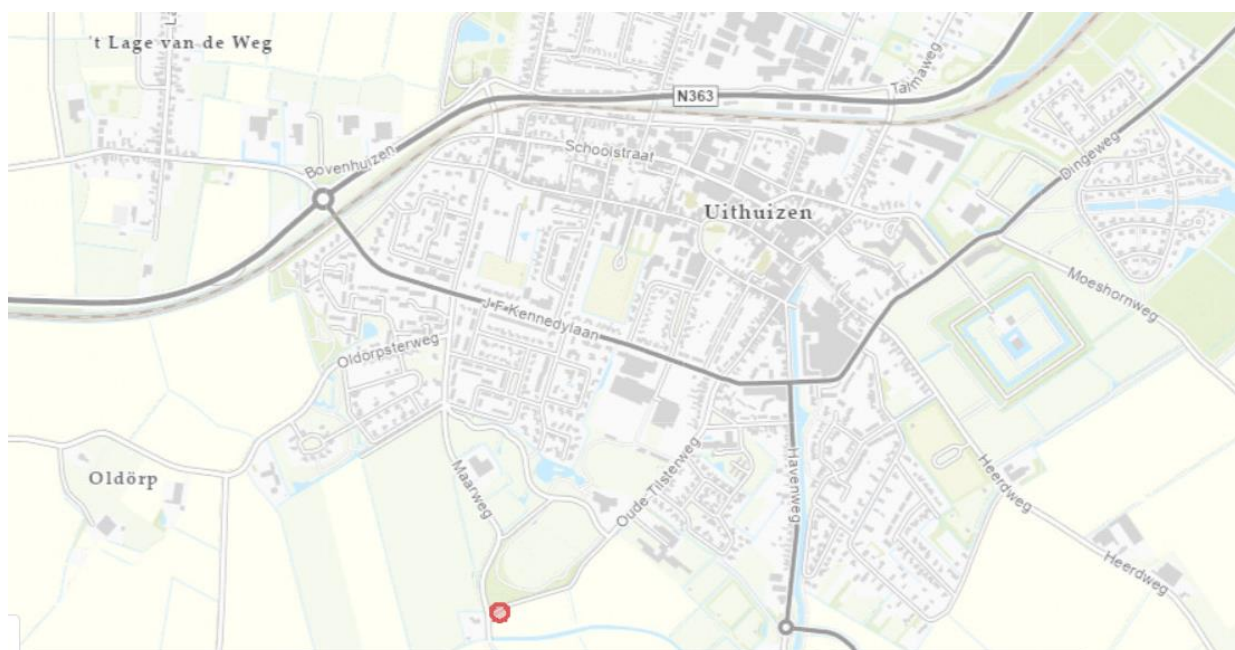 't Lage van de Weg
N363
Talmaweg
Bovenhuizen
Schoolstraat
Dingeweg
Uithuizen
Moeshornweg
J-F-Kennedylaan
Oldörpsterweg
Oldörp
Maarweg
Oude-Tilsterweg
Havenweg
Heerdweg
Heerdweg